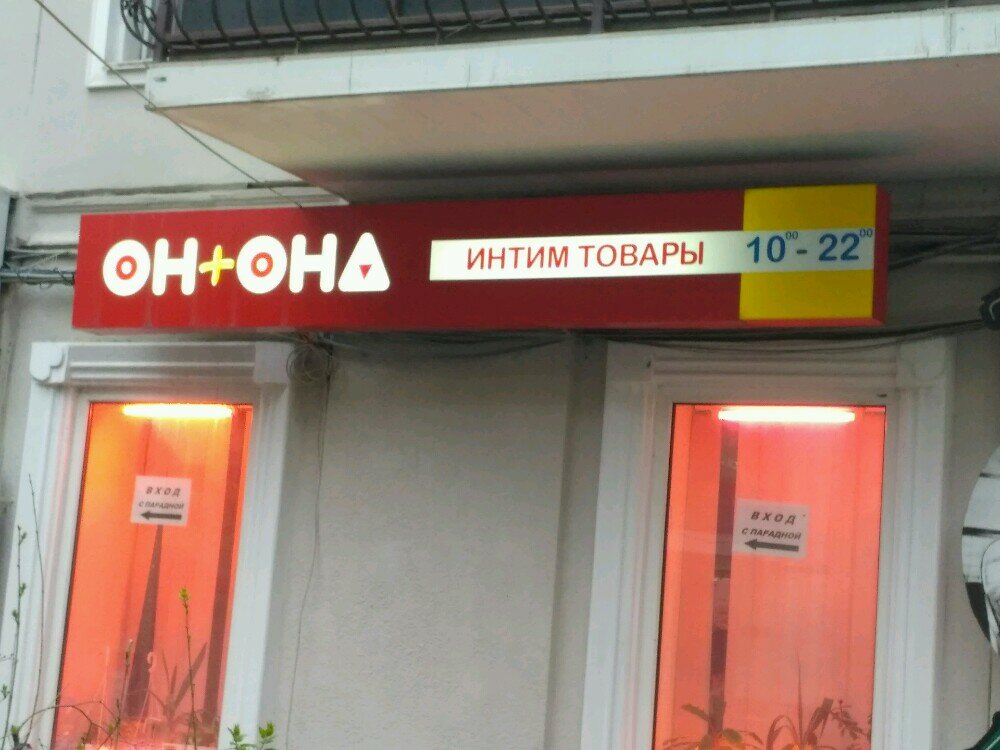 ОН+ОНА
ИНТИМ ТОВАРЫ
10⁰⁰ - 22⁰⁰
ВХОД
С ПАРАДНОЙ
ВХОД
С ПАРАДНОЙ